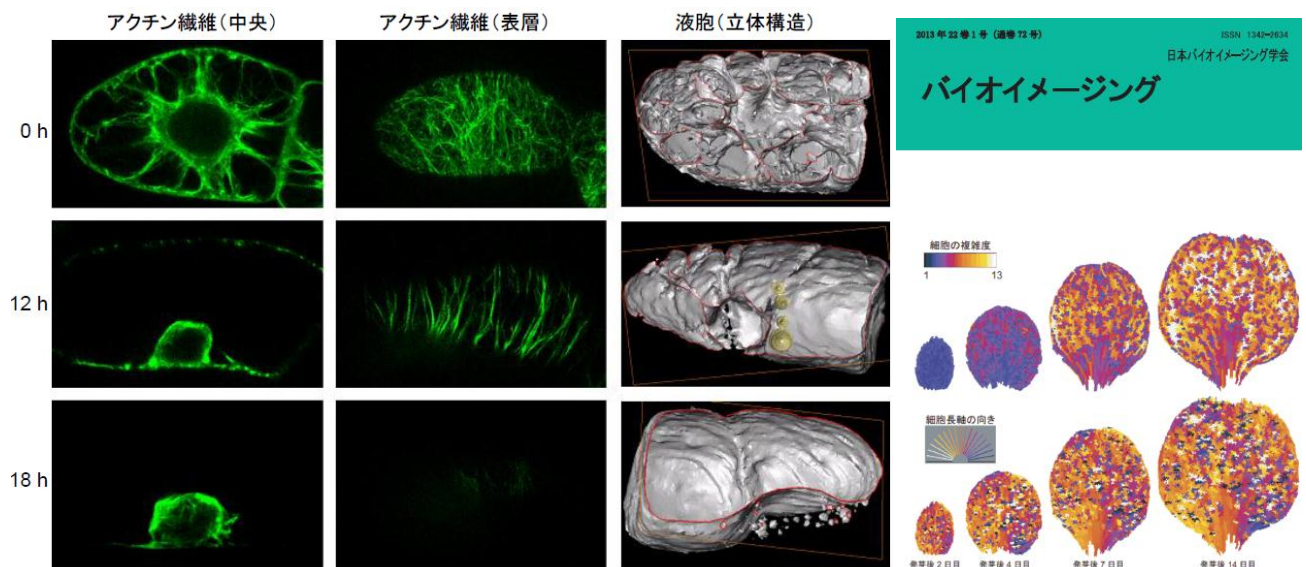 アクチン繊維（中央）
アクチン繊維（表層）
液胞（立体構造）
0 h
12 h
18 h
2013年22巻1号（通巻72号）
ISSN 1342-2634
日本バイオイメージング学会
バイオイメージング
細胞の複雑度
1
13
細胞長軸の向き
発芽後2日目
発芽後4日目
発芽後7日目
発芽後14日目